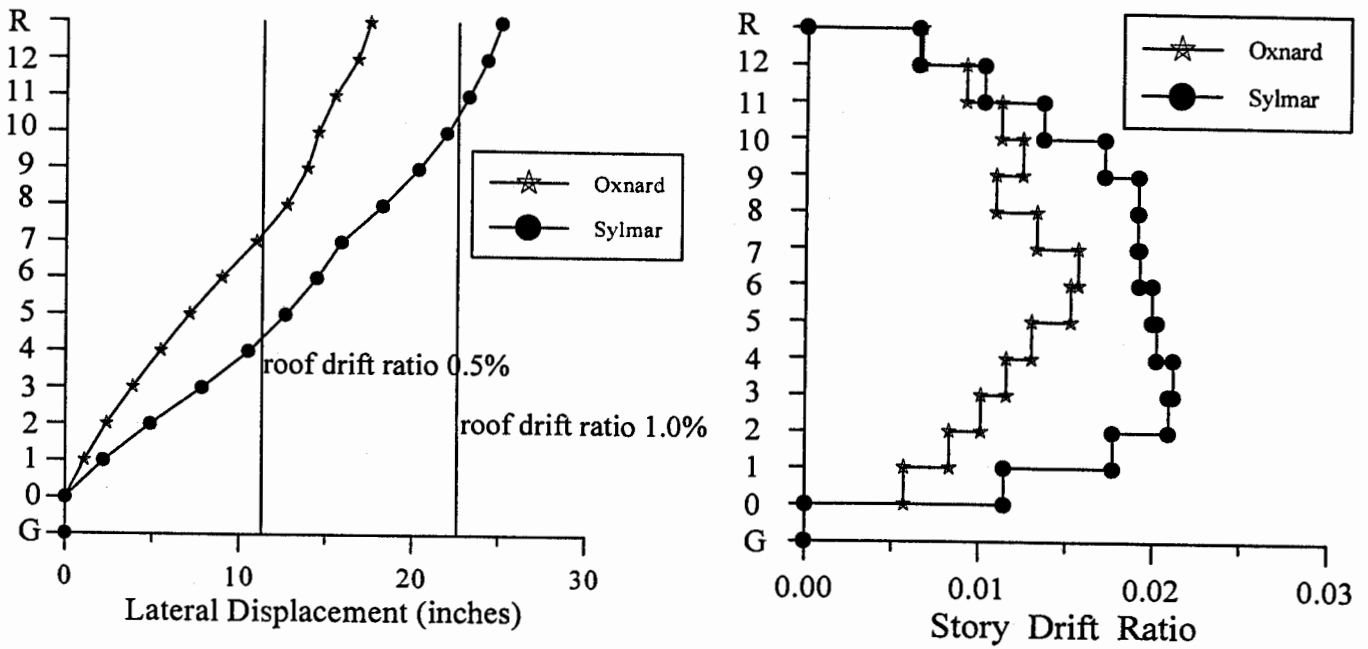 R
12
11
10
9
8
7
6
5
4
3
2
1
0
G
0
10
20
30
Lateral Displacement (inches)
Oxnard
Sylmar
roof drift ratio 0.5%
roof drift ratio 1.0%
R
12
11
10
9
8
7
6
5
4
3
2
1
0
G
0.00
0.01
0.02
0.03
Story Drift Ratio
Oxnard
Sylmar